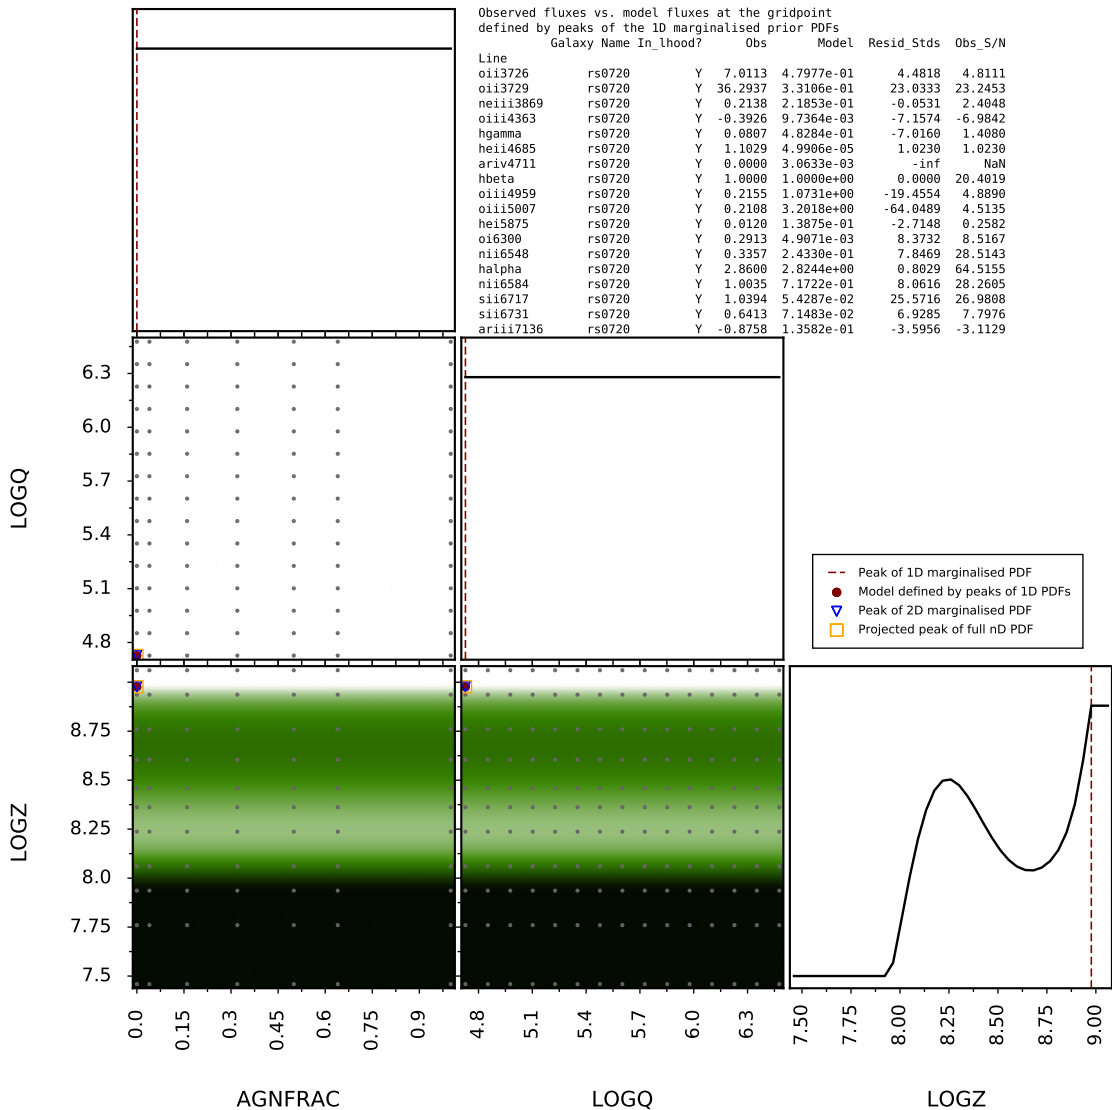 Observed fluxes vs. model fluxes at the gridpoint
defined by peaks of the 1D marginalised prior PDFs
Galaxy Name In_lhood? Obs Model Resid_Stds Obs_S/N
Line
oii3726 rs0720 Y 7.0113 4.7977e-01 4.4818 4.8111
oii3729 rs0720 Y 36.2937 3.3106e-01 23.0333 23.2453
neiii3869 rs0720 Y 0.2138 2.1853e-01 -0.0531 2.4048
oiii4363 rs0720 Y -0.3926 9.7364e-03 -7.1574 -6.9842
hgamma rs0720 Y 0.0807 4.8284e-01 -7.0160 1.4080
heii4685 rs0720 Y 1.1029 4.9906e-05 1.0230 1.0230
ariv4711 rs0720 Y 0.0000 3.0633e-03 -inf NaN
hbeta rs0720 Y 1.0000 1.0000e+00 0.0000 20.4019
oiii4959 rs0720 Y 0.2155 1.0731e+00 -19.4554 4.8890
oiii5007 rs0720 Y 0.2108 3.2018e+00 -64.0489 4.5135
hei5875 rs0720 Y 0.0120 1.3875e-01 -2.7148 0.2582
oi6300 rs0720 Y 0.2913 4.9071e-03 8.3732 8.5167
nii6548 rs0720 Y 0.3357 2.4330e-01 7.8469 28.5143
halpha rs0720 Y 2.8600 2.8244e+00 0.8029 64.5155
nii6584 rs0720 Y 1.0035 7.1722e-01 8.0616 28.2605
sii6717 rs0720 Y 1.0394 5.4287e-02 25.5716 26.9808
sii6731 rs0720 Y 0.6413 7.1483e-02 6.9285 7.7976
ariii7136 rs0720 Y -0.8758 1.3582e-01 -3.5956 -3.1129
6.3
6.0
5.7
5.4
5.1
4.8
LOGQ
Peak of 1D marginalised PDF
Model defined by peaks of 1D PDFs
Peak of 2D marginalised PDF
Projected peak of full nD PDF
8.75
8.5
8.25
8.0
7.75
7.5
LOGZ
0.0 0.15 0.3 0.45 0.6 0.75 0.9
4.8 5.1 5.4 5.7 6.0 6.3
7.50 7.75 8.00 8.25 8.50 8.75 9.00
AGNFRAC LOGQ LOGZ